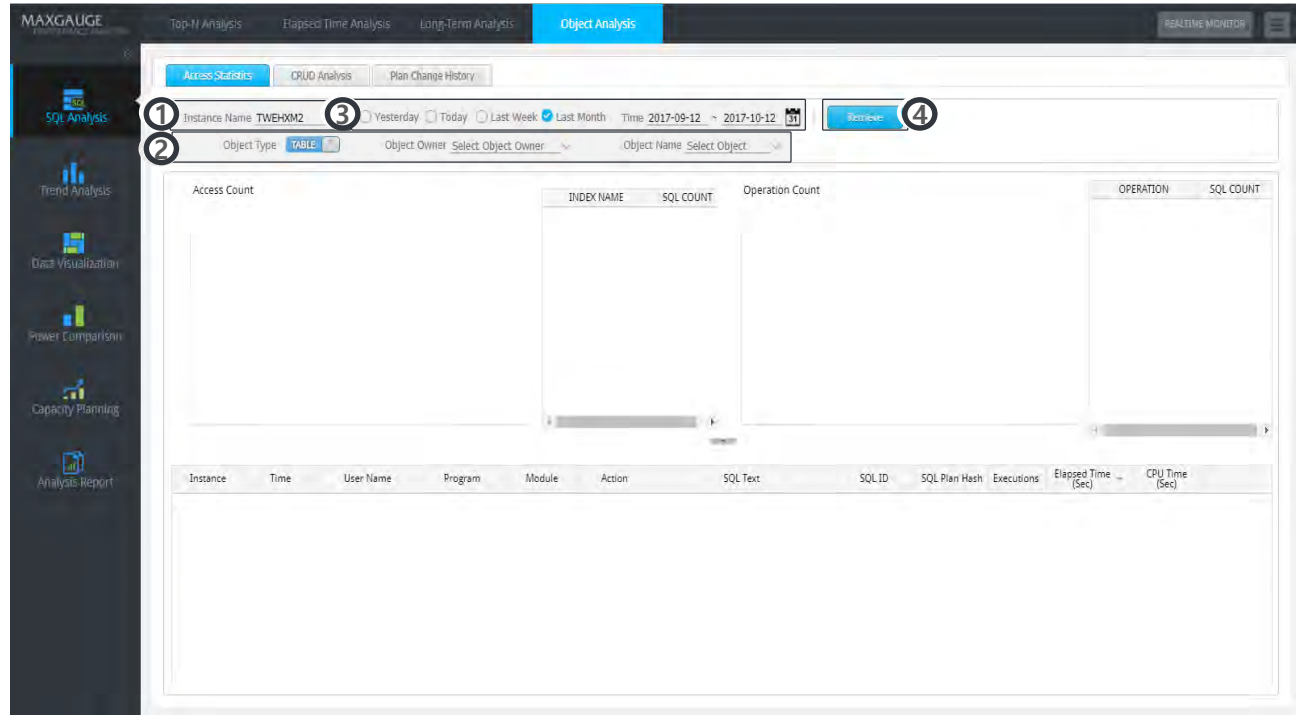 MAXGAUGE
Top-N Analysis Elapsed Time Analysis Long-Term Analysis Object Analysis REALTIME MONITOR
Access Statistics CRUD Analysis Plan Change History
SQL
SQL Analysis
① Instance Name TWEHXM2 ③ Yesterday Today Last Week Last Month Time 2017-09-12 ~ 2017-10-12 31 Retrieve ④
② Object Type TABLE Object Owner Select Object Owner Object Name Select Object
Trend Analysis
Data Visualization
Power Comparison
Capacity Planning
Analysis Report
Access Count INDEX NAME SQL COUNT Operation Count OPERATION SQL COUNT
Instance Time User Name Program Module Action SQL Text SQL ID SQL Plan Hash Executions Elapsed Time (Sec) CPU Time (Sec)